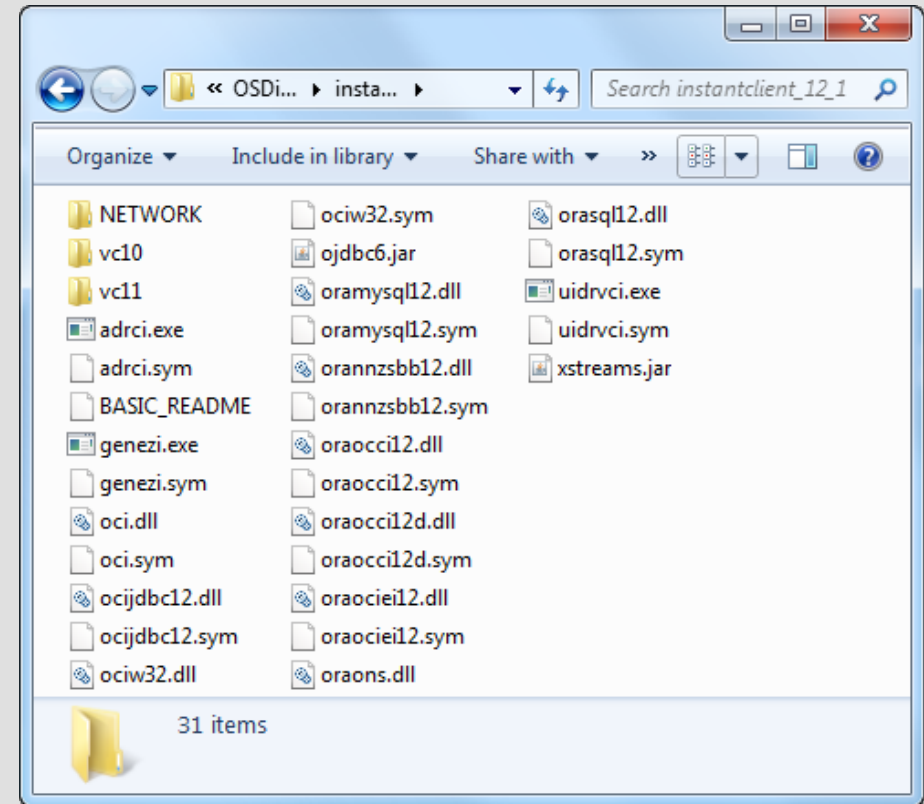 « OSDi... insta...
Search instantclient_12_1
Organize Include in library Share with »
NETWORK
vc10
vc11
adrci.exe
adrci.sym
BASIC_README
genezi.exe
genezi.sym
oci.dll
oci.sym
ocijdbc12.dll
ocijdbc12.sym
ociw32.dll
ociw32.sym
ojdbc6.jar
oramysql12.dll
oramysql12.sym
orannzsbb12.dll
orannzsbb12.sym
oraocci12.dll
oraocci12.sym
oraocci12d.dll
oraocci12d.sym
oraociei12.dll
oraociei12.sym
oraons.dll
orasql12.dll
orasql12.sym
uidrvci.exe
uidrvci.sym
xstreams.jar
31 items